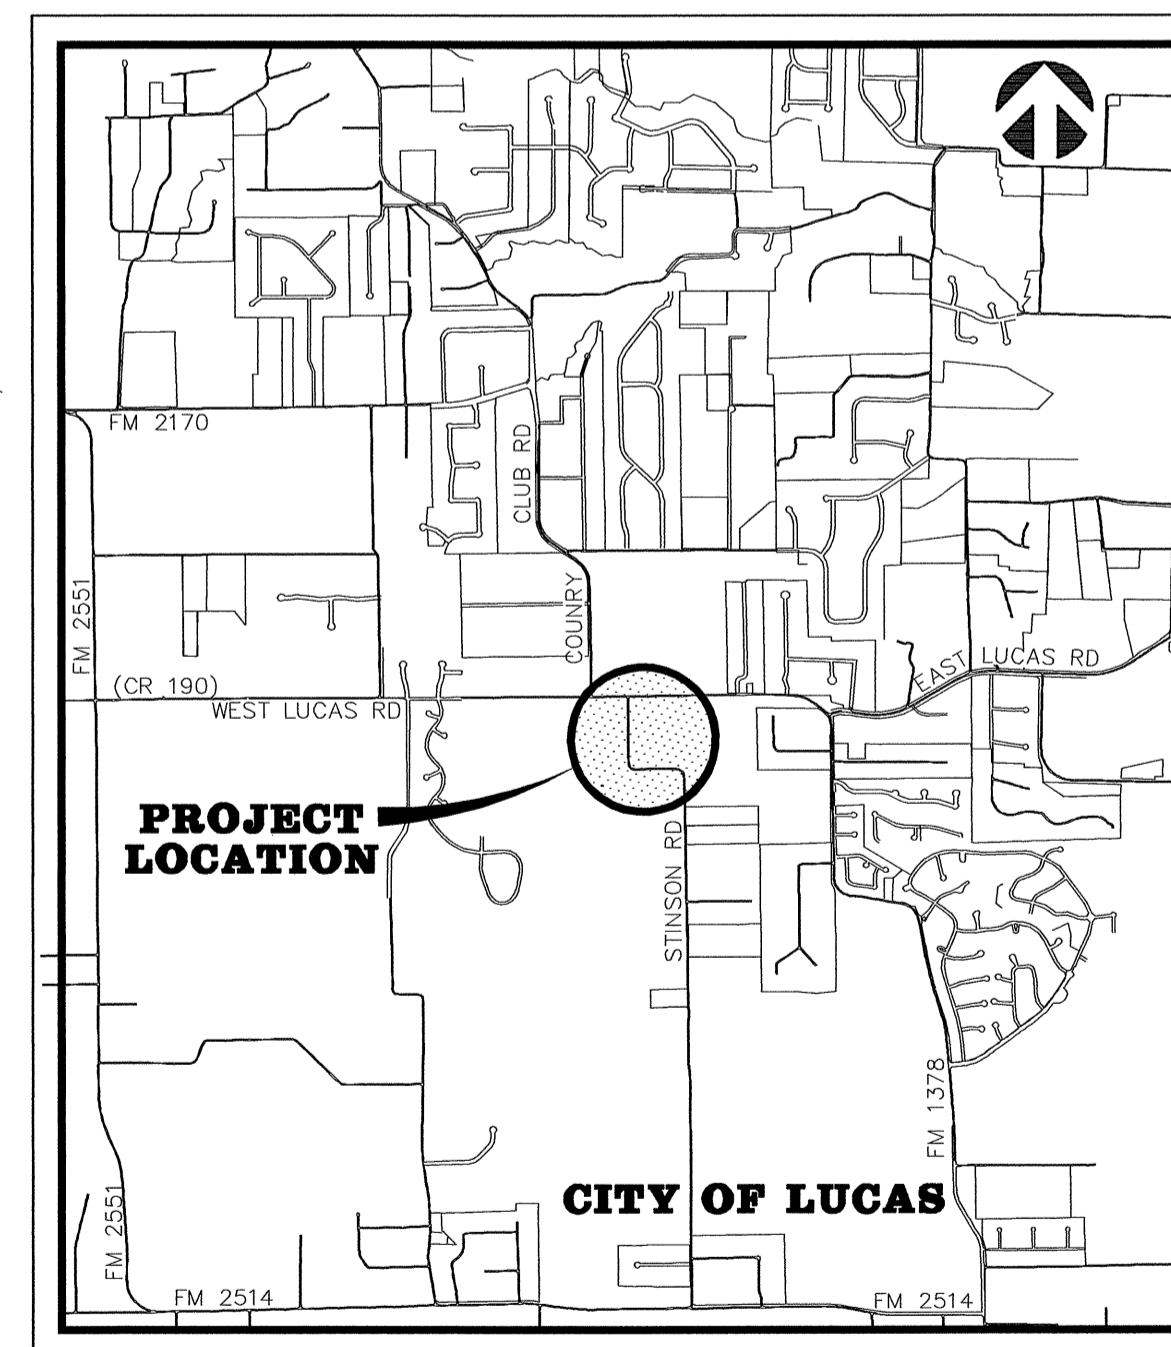 FM 2170
CLUB RD
COUNRY
FM 2551
(CR 190)
WEST LUCAS RD
EAST LUCAS RD
PROJECT
LOCATION
STINSON RD
FM 1378
CITY OF LUCAS
FM 2551
FM 2514
FM 2514